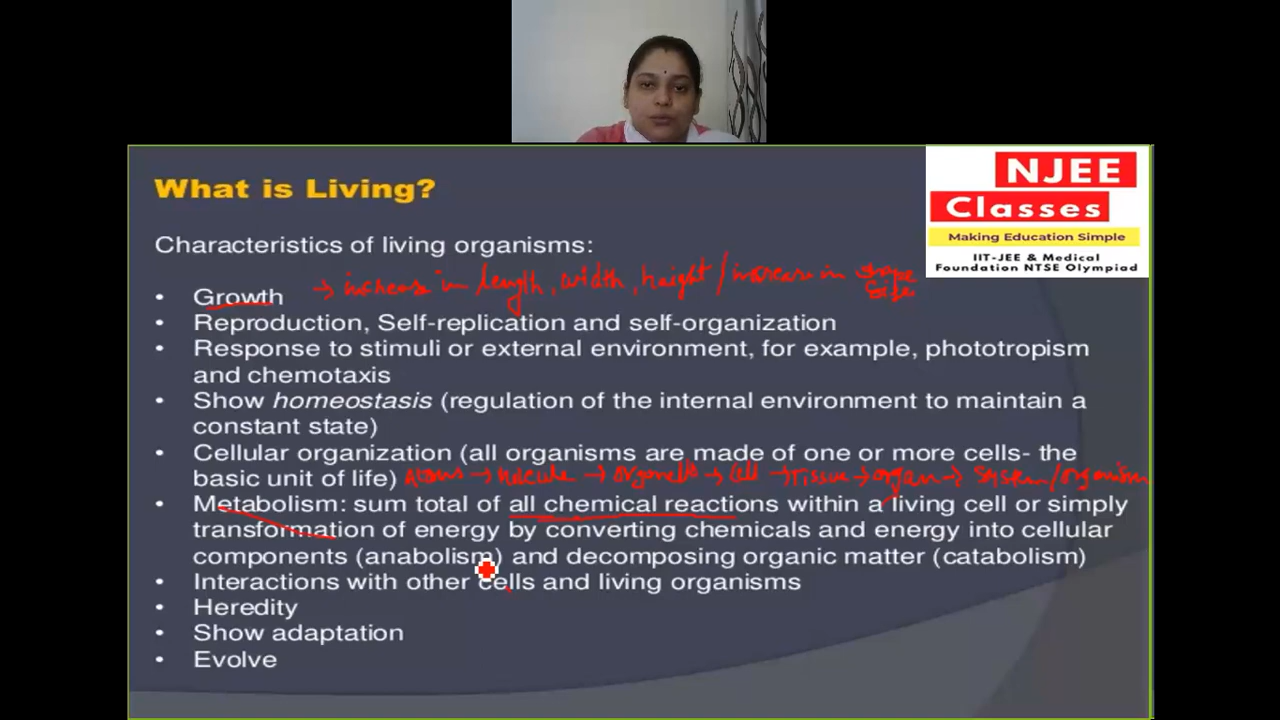 NJEE
Classes
Making Education Simple
IIT-JEE & Medical
Foundation NTSE Olympiad
What is Living?
Characteristics of living organisms:
• Growth → increase in length, width, height / increase in shape size
• Reproduction, Self-replication and self-organization
• Response to stimuli or external environment, for example, phototropism
and chemotaxis
• Show homeostasis (regulation of the internal environment to maintain a
constant state)
• Cellular organization (all organisms are made of one or more cells- the
basic unit of life) Atoms → Molecule → organells → Cell → Tissue → organ → System/organism
• Metabolism: sum total of all chemical reactions within a living cell or simply
transformation of energy by converting chemicals and energy into cellular
components (anabolism) and decomposing organic matter (catabolism)
• Interactions with other cells and living organisms
• Heredity
• Show adaptation
• Evolve